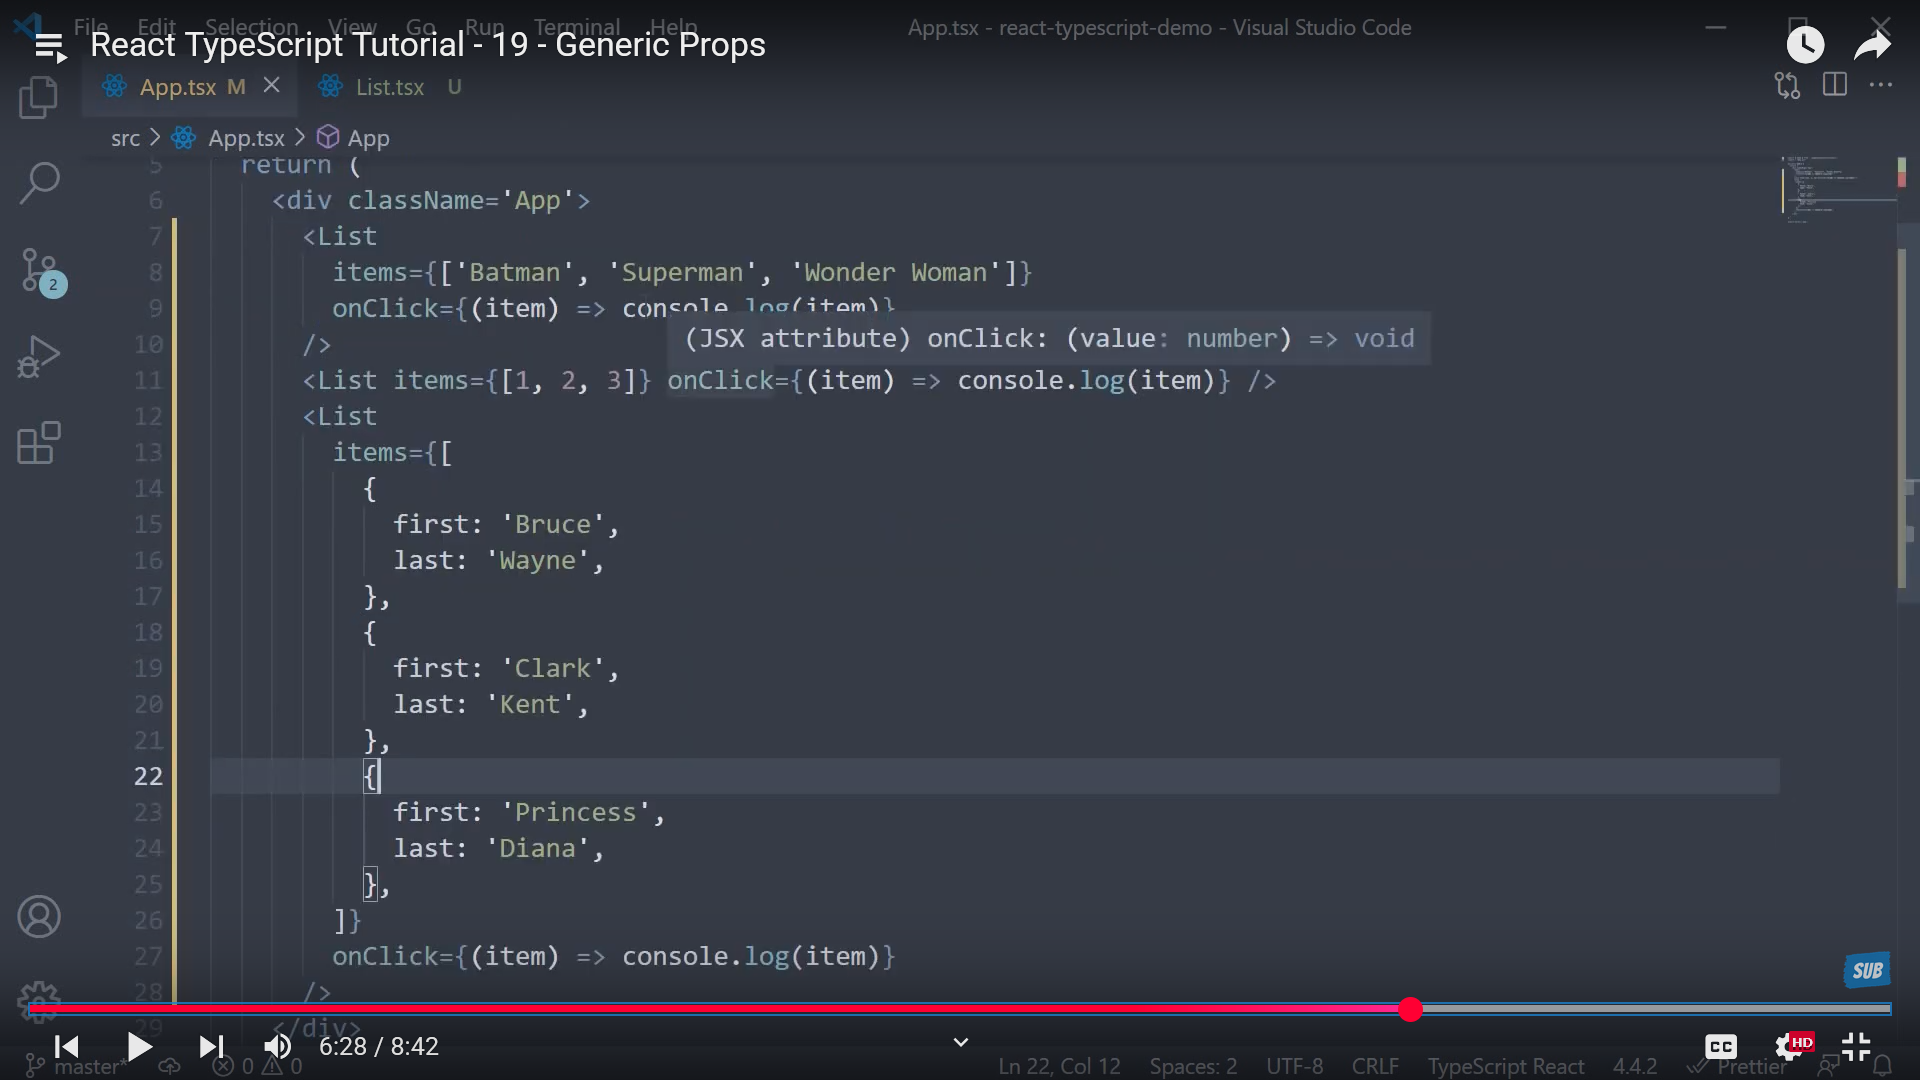 File Edit Selection View Go Run Terminal Help
App.tsx - react-typescript-demo - Visual Studio Code
React TypeScript Tutorial - 19 - Generic Props
App.tsx M
List.tsx U
src > App.tsx > App
5 return (
6 <div className='App'>
7 <List
8 items={['Batman', 'Superman', 'Wonder Woman']}
9 onClick={(item) => console.log(item)}
(JSX attribute) onClick: (value: number) => void
10 />
11 <List items={[1, 2, 3]} onClick={(item) => console.log(item)} />
12 <List
13 items={[
14 {
15 first: 'Bruce',
16 last: 'Wayne',
17 },
18 {
19 first: 'Clark',
20 last: 'Kent',
21 },
22 {
23 first: 'Princess',
24 last: 'Diana',
25 },
26 ]}
27 onClick={(item) => console.log(item)}
28 />
29 </div>
2
SUB
6:28 / 8:42
CC
HD
master* 0 0
Ln 22, Col 12 Spaces: 2 UTF-8 CRLF TypeScript React 4.4.2 Prettier